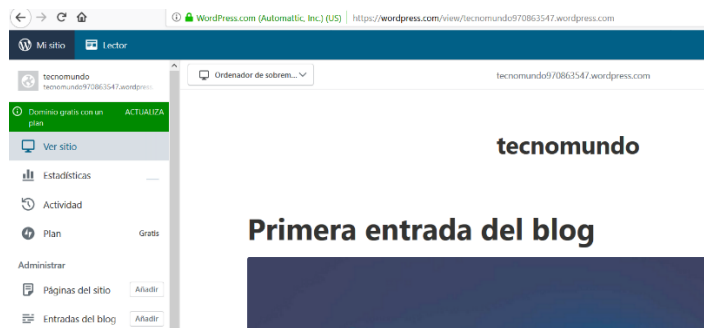 WordPress.com (Automattic, Inc.) (US) https://wordpress.com/view/tecnomundo970863547.wordpress.com
Mi sitio Lector
tecnomundo
tecnomundo970863547.wordpress.
Ordenador de sobrem...
tecnomundo970863547.wordpress.com
Dominio gratis con un
plan
ACTUALIZA
Ver sitio
Estadísticas
Actividad
Plan Gratis
Administrar
Páginas del sitio Añadir
Entradas del blog Añadir
tecnomundo
Primera entrada del blog